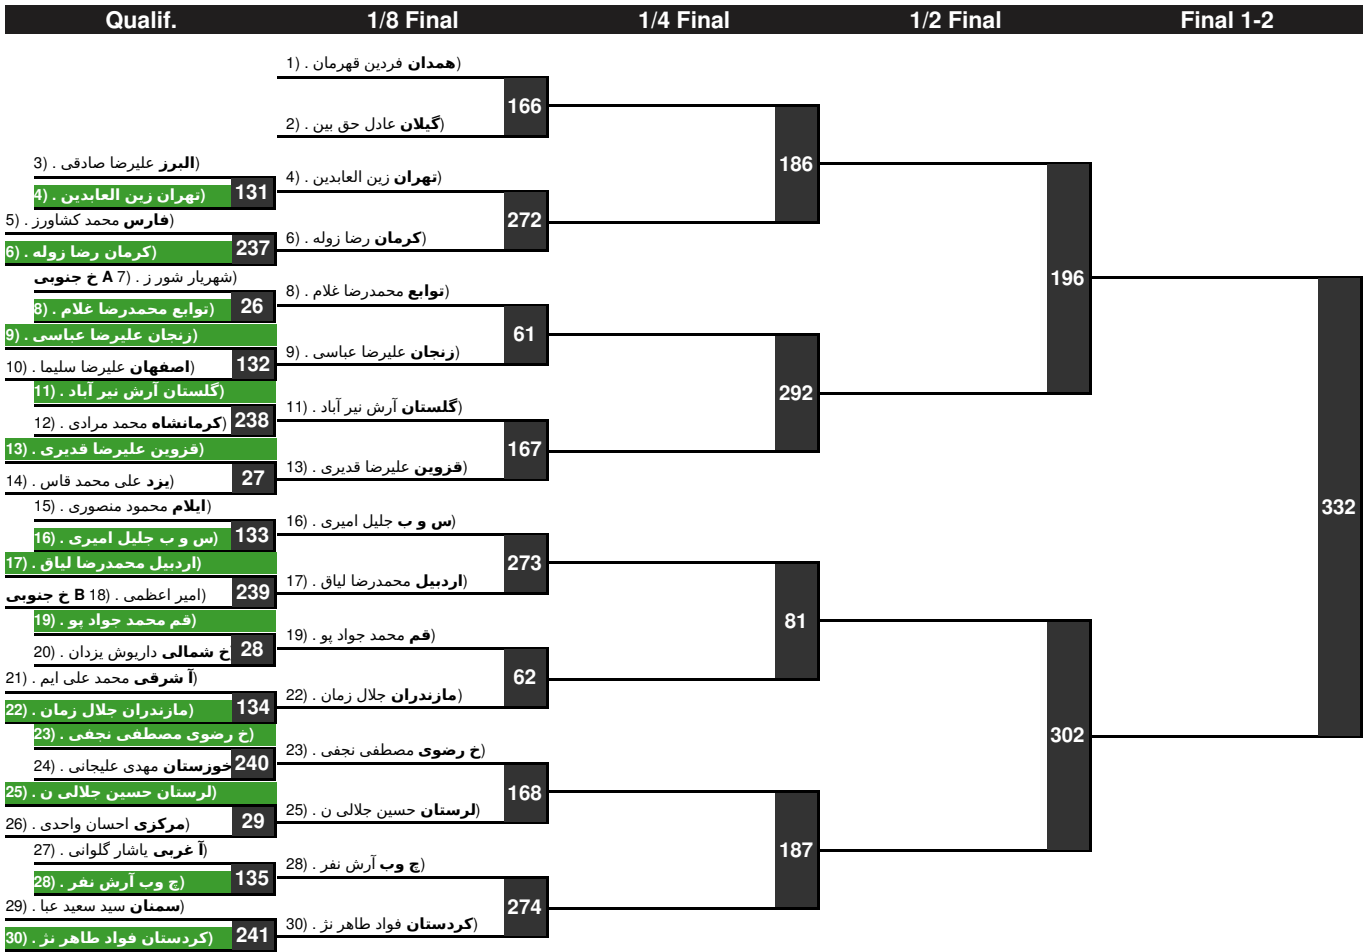 Qualif. 1/8 Final 1/4 Final 1/2 Final Final 1-2
1) . همدان فردین قهرمان)
166
2) . گیلان عادل حق بین)
186
3) . البرز علیرضا صادقی)
131
4) . تهران زین العابدین)
4) . تهران زین العابدین)
272
5) . فارس محمد کشاورز)
237
6) . کرمان رضا زوله)
6) . کرمان رضا زوله)
196
خ جنوبی A 7) . شهریار شور ز)
26
8) . توابع محمدرضا غلام)
8) . توابع محمدرضا غلام)
61
9) . زنجان علیرضا عباسی)
132
9) . زنجان علیرضا عباسی)
10) . اصفهان علیرضا سلیما)
292
11) . گلستان آرش نیر آباد)
238
11) . گلستان آرش نیر آباد)
12) . کرمانشاه محمد مرادی)
167
13) . قزوین علیرضا قدیری)
27
13) . قزوین علیرضا قدیری)
14) . یزد علی محمد قاس)
332
15) . ایلام محمود منصوری)
133
16) . س و ب جلیل امیری)
16) . س و ب جلیل امیری)
273
17) . اردبیل محمدرضا لیاق)
239
17) . اردبیل محمدرضا لیاق)
خ جنوبی B 18) . امیر اعظمی)
81
19) . قم محمد جواد پو)
28
19) . قم محمد جواد پو)
20) . خ شمالی داریوش یزدان
62
21) . آ شرقی محمد علی ایم)
134
22) . مازندران جلال زمان)
22) . مازندران جلال زمان)
302
23) . خ رضوی مصطفی نجفی)
240
23) . خ رضوی مصطفی نجفی)
24) . خوزستان مهدی علیجانی
168
25) . لرستان حسین جلالی ن)
29
25) . لرستان حسین جلالی ن)
26) . مرکزی احسان واحدی)
187
27) . آ غربی یاشار گلوانی)
135
28) . چ وب آرش نفر)
28) . چ وب آرش نفر)
274
29) . سمنان سید سعید عبا)
241
30) . کردستان فواد طاهر نژ)
30) . کردستان فواد طاهر نژ)